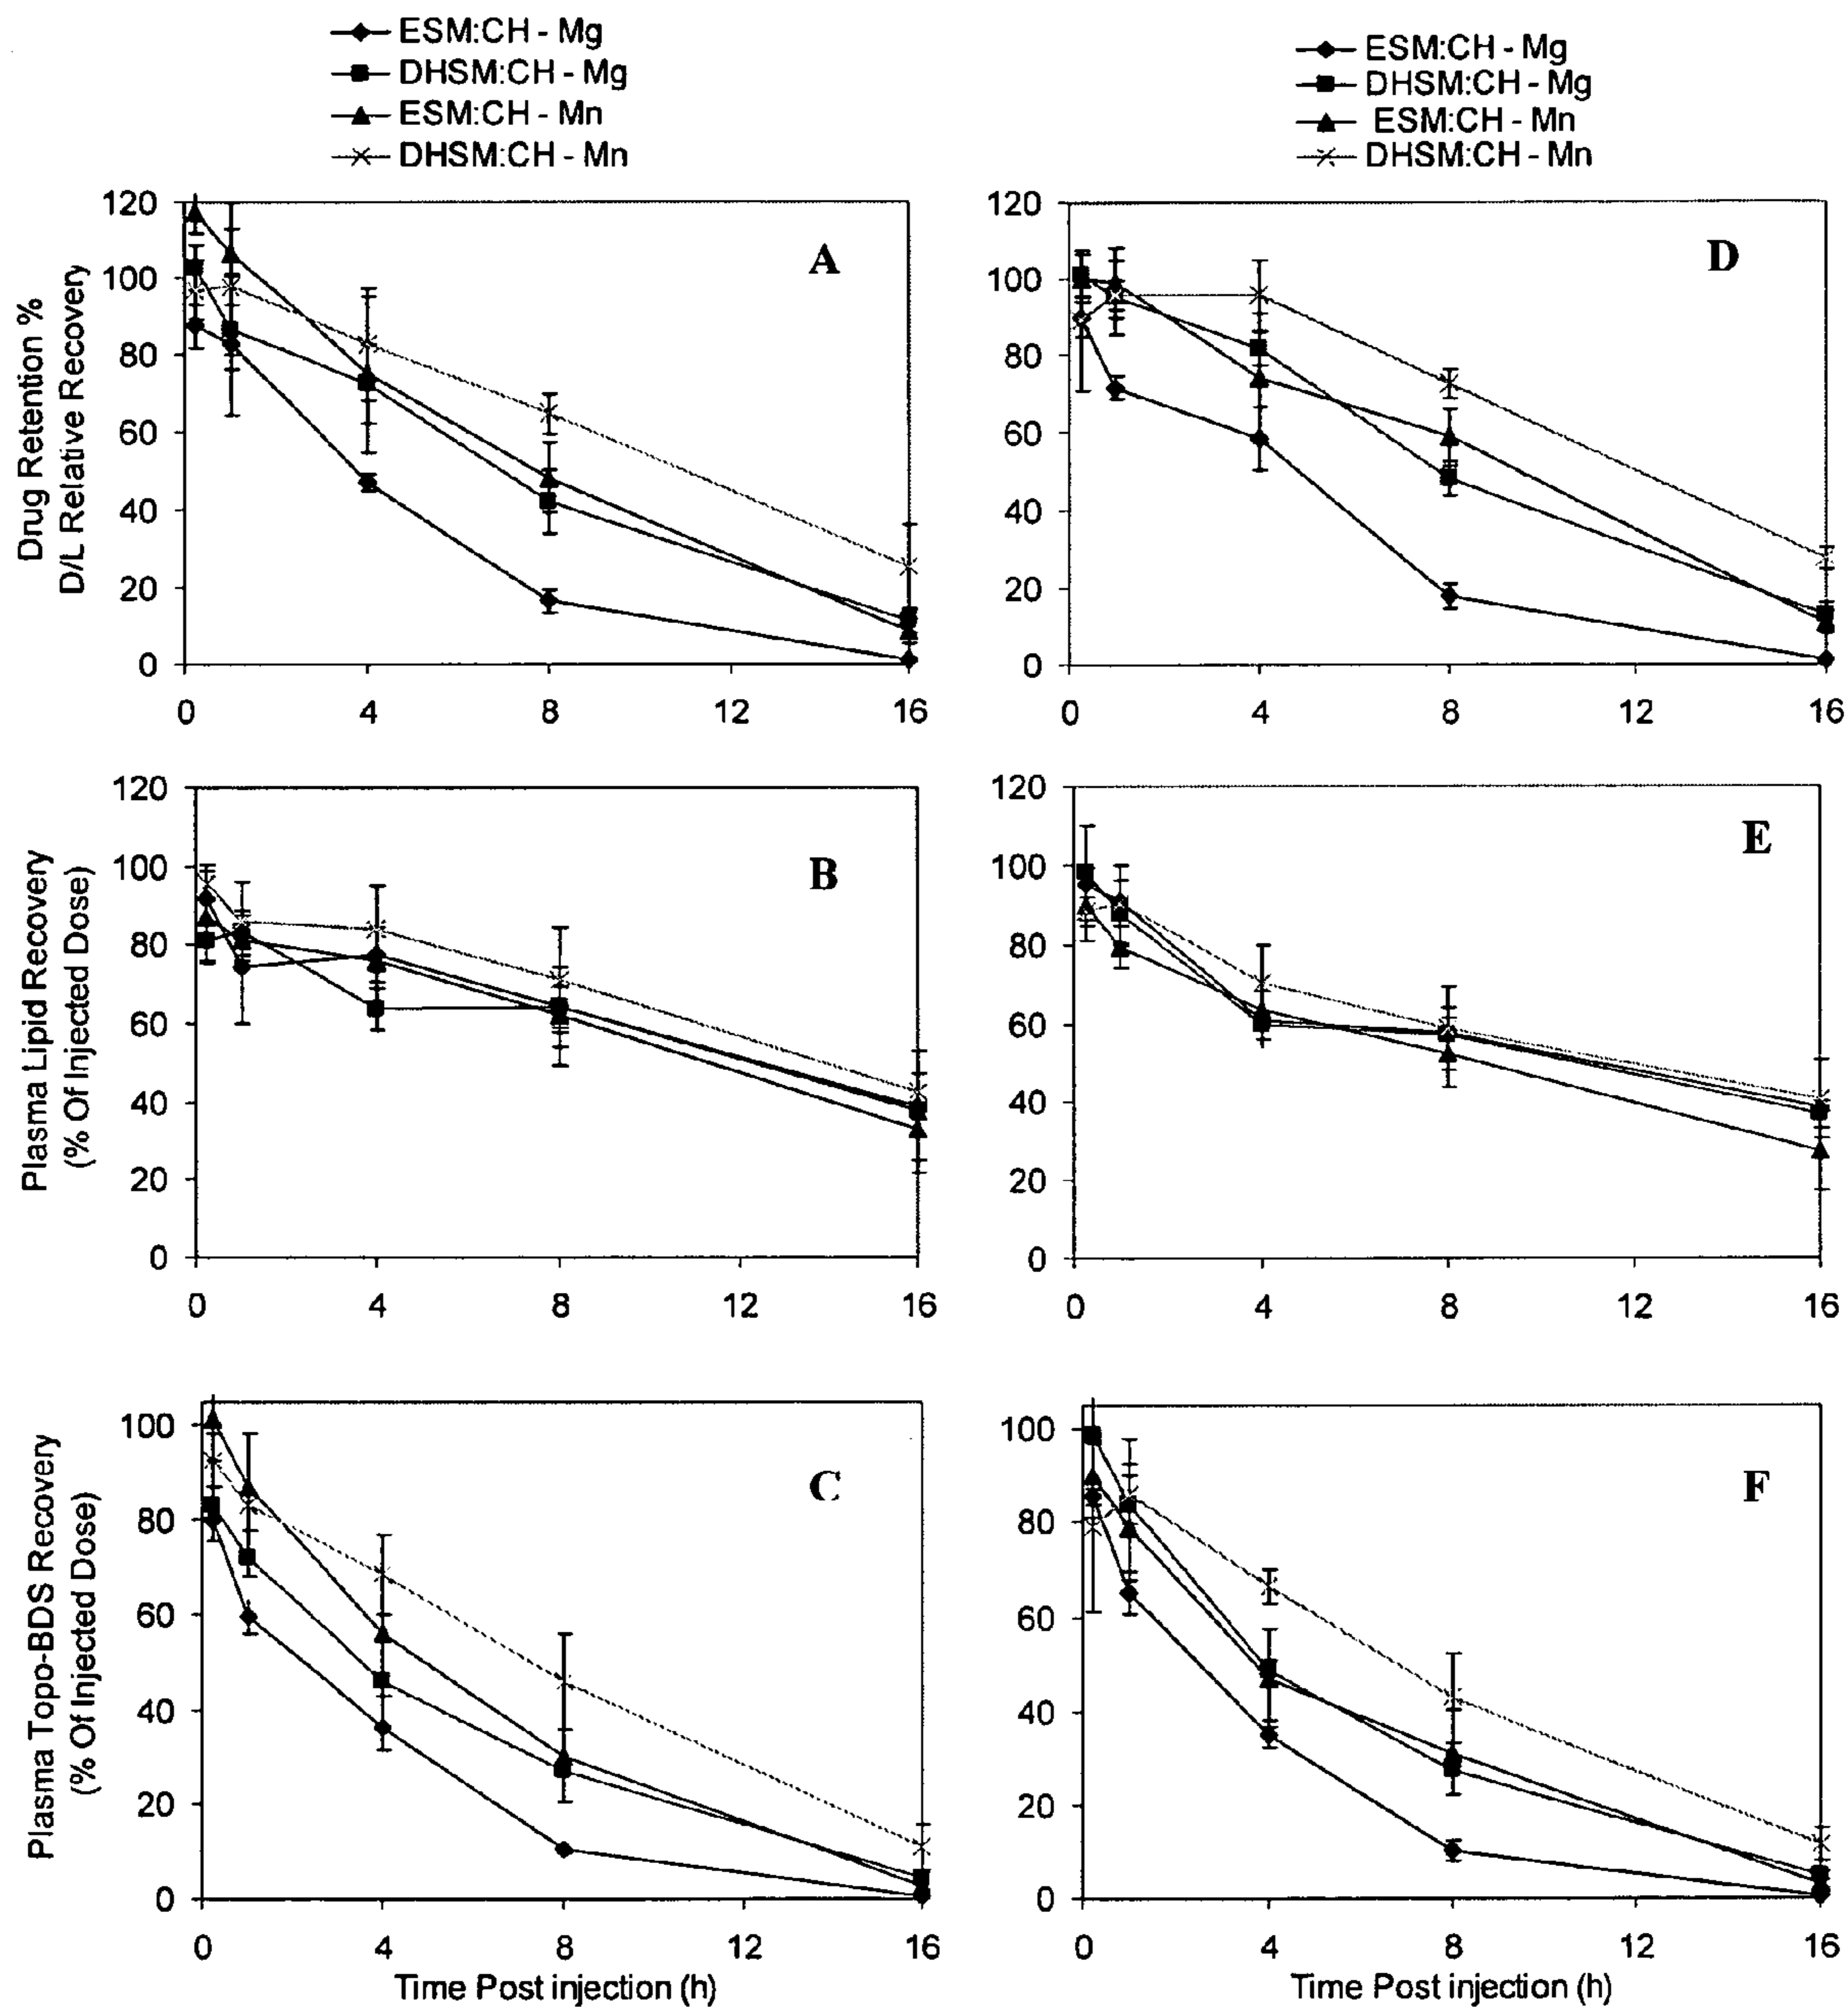 ESM:CH - Mg
DHSM:CH - Mg
ESM:CH - Mn
DHSM:CH - Mn
ESM:CH - Mg
DHSM:CH - Mg
ESM:CH - Mn
DHSM:CH - Mn
Drug Retention %
D/L Relative Recovery
120
100
80
60
40
20
0
A
0 4 8 12 16
120
100
80
60
40
20
0
D
0 4 8 12 16
Plasma Lipid Recovery
(% Of Injected Dose)
120
100
80
60
40
20
0
B
0 4 8 12 16
120
100
80
60
40
20
0
E
0 4 8 12 16
Plasma Topo-BDS Recovery
(% Of Injected Dose)
100
80
60
40
20
0
C
0 4 8 12 16
Time Post injection (h)
100
80
60
40
20
0
F
0 4 8 12 16
Time Post injection (h)